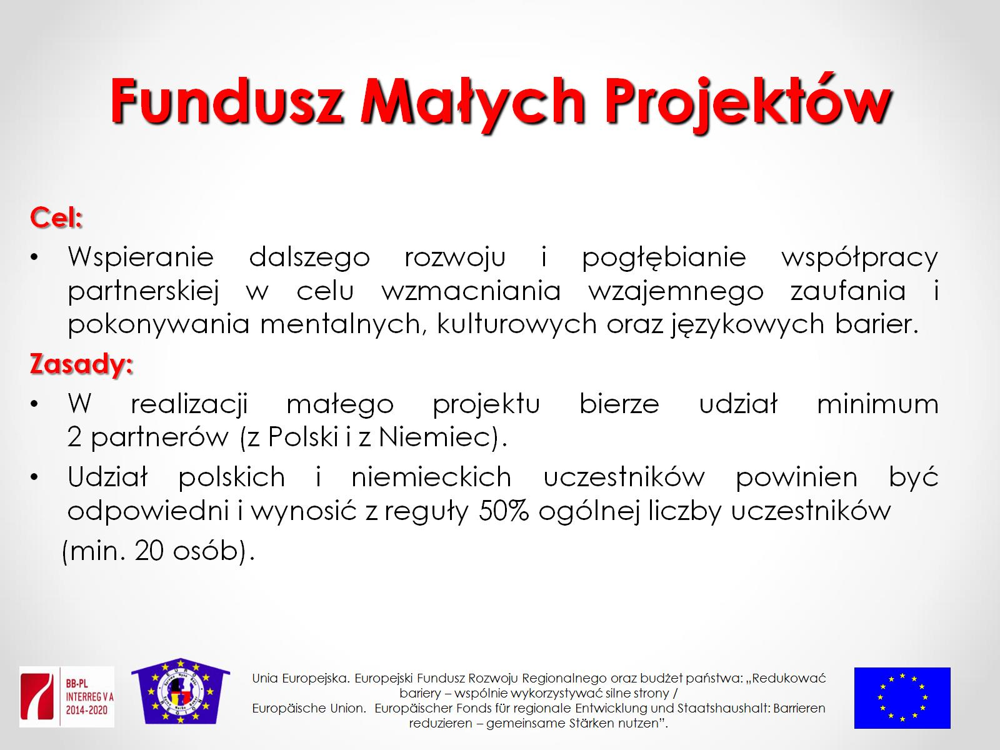 Fundusz Małych Projektów
Cel:
• Wspieranie dalszego rozwoju i pogłębianie współpracy
partnerskiej w celu wzmacniania wzajemnego zaufania i
pokonywania mentalnych, kulturowych oraz językowych barier.
Zasady:
• W realizacji małego projektu bierze udział minimum
2 partnerów (z Polski i z Niemiec).
• Udział polskich i niemieckich uczestników powinien być
odpowiedni i wynosić z reguły 50% ogólnej liczby uczestników
(min. 20 osób).
BB-PL
INTERREG V A
2014-2020
EURO
REGION
Unia Europejska. Europejski Fundusz Rozwoju Regionalnego oraz budżet państwa: „Redukować
bariery – wspólnie wykorzystywać silne strony /
Europäische Union. Europäischer Fonds für regionale Entwicklung und Staatshaushalt: Barrieren
reduzieren – gemeinsame Stärken nutzen”.